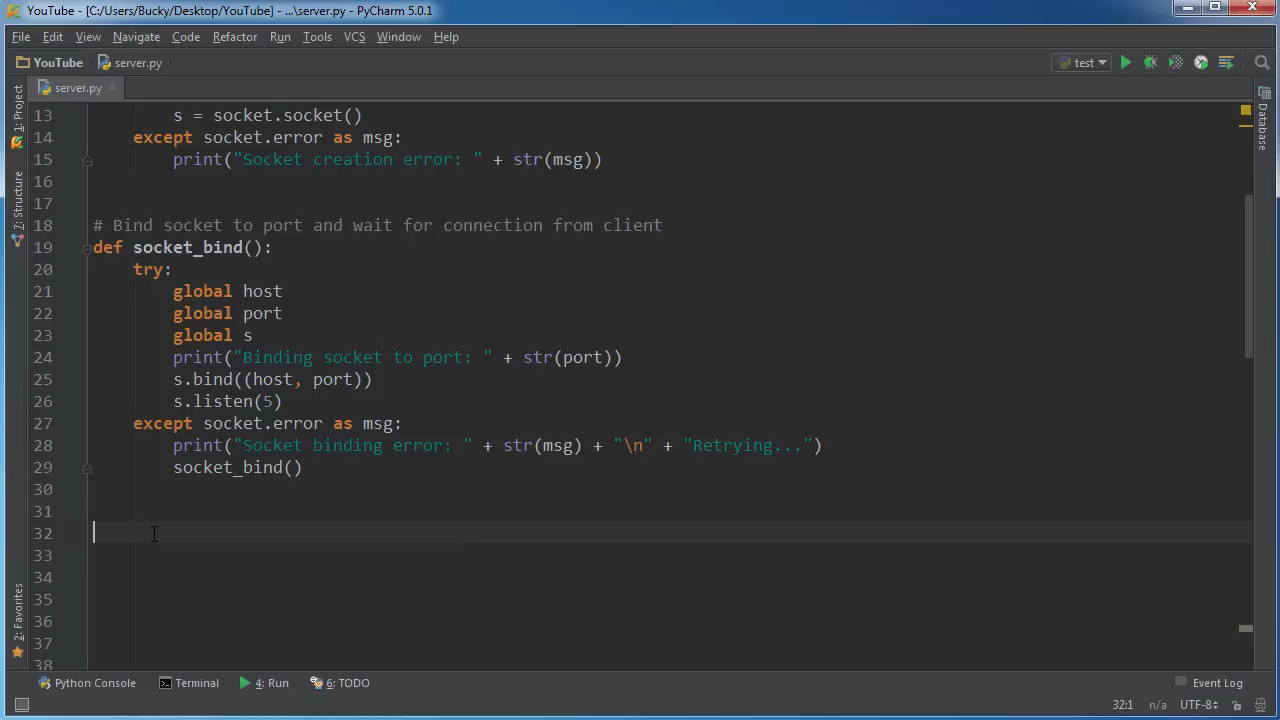 YouTube - [C:/Users/Bucky/Desktop/YouTube] - ...\server.py - PyCharm 5.0.1
File Edit View Navigate Code Refactor Run Tools VCS Window Help
YouTube server.py test
server.py
1: Project
7: Structure
2: Favorites
Database
13 s = socket.socket()
14 except socket.error as msg:
15 print("Socket creation error: " + str(msg))
16
17
18 # Bind socket to port and wait for connection from client
19 def socket_bind():
20 try:
21 global host
22 global port
23 global s
24 print("Binding socket to port: " + str(port))
25 s.bind((host, port))
26 s.listen(5)
27 except socket.error as msg:
28 print("Socket binding error: " + str(msg) + "\n" + "Retrying...")
29 socket_bind()
30
31
32
33
34
35
36
37
38
Python Console Terminal 4: Run 6: TODO Event Log
32:1 n/a UTF-8